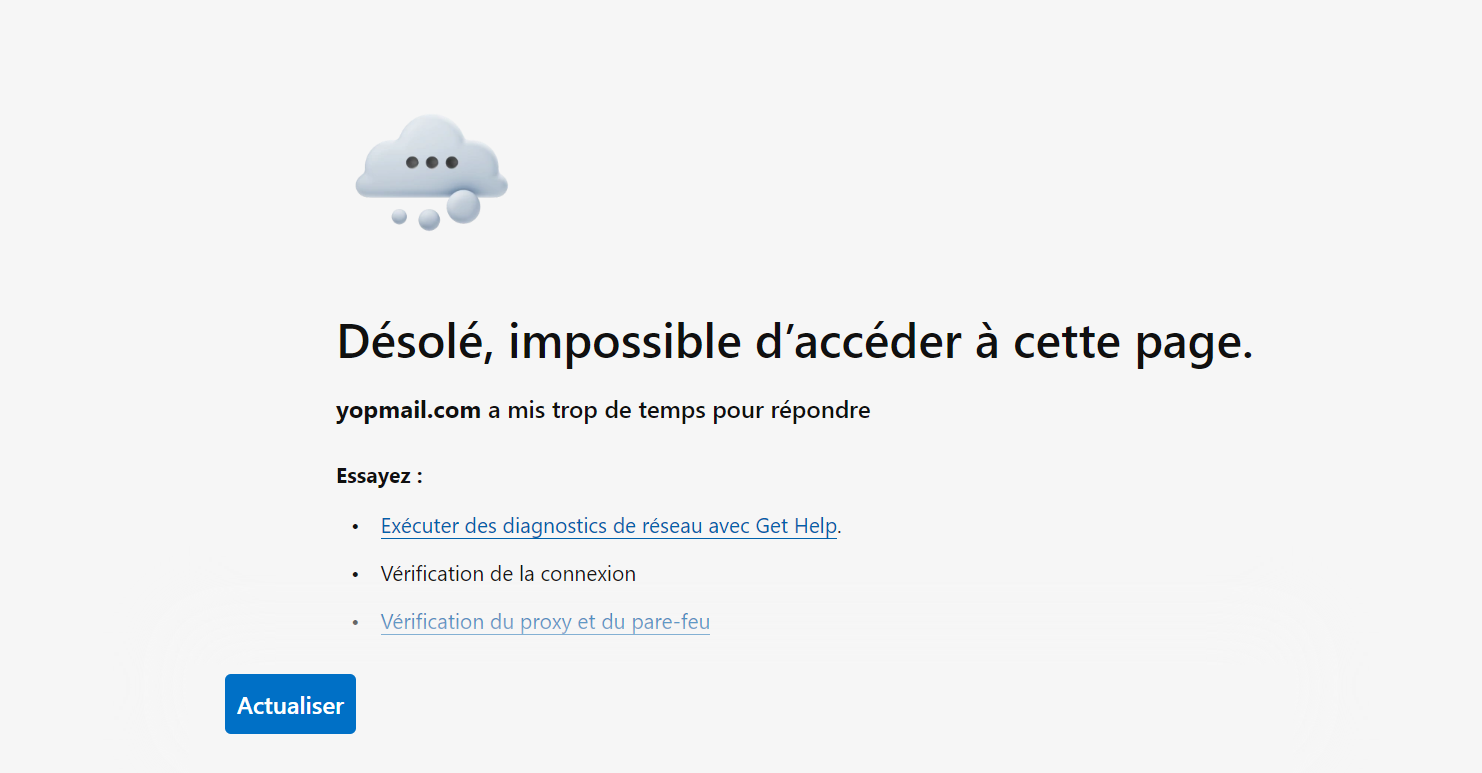 Désolé, impossible d’accéder à cette page.
yopmail.com a mis trop de temps pour répondre
Essayez :
• Exécuter des diagnostics de réseau avec Get Help.
• Vérification de la connexion
• Vérification du proxy et du pare-feu
Actualiser